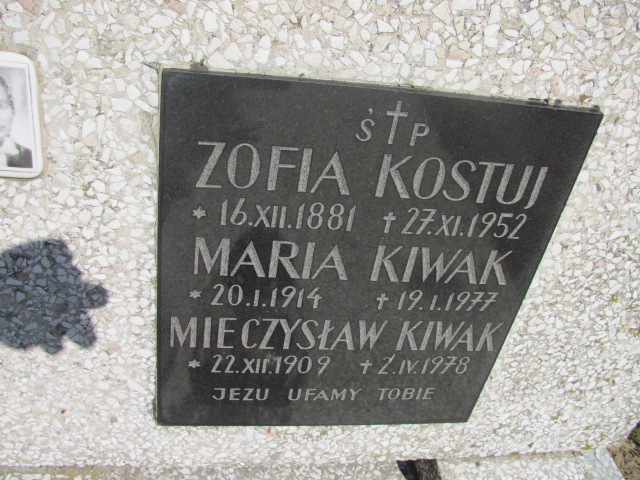 Ś † P
ZOFIA KOSTUJ
* 16.XII.1881 † 27.XI.1952
MARIA KIWAK
* 20.I.1914 † 19.I.1977
MIECZYSŁAW KIWAK
* 22.XII.1909 † 2.IV.1978
JEZU UFAMY TOBIE